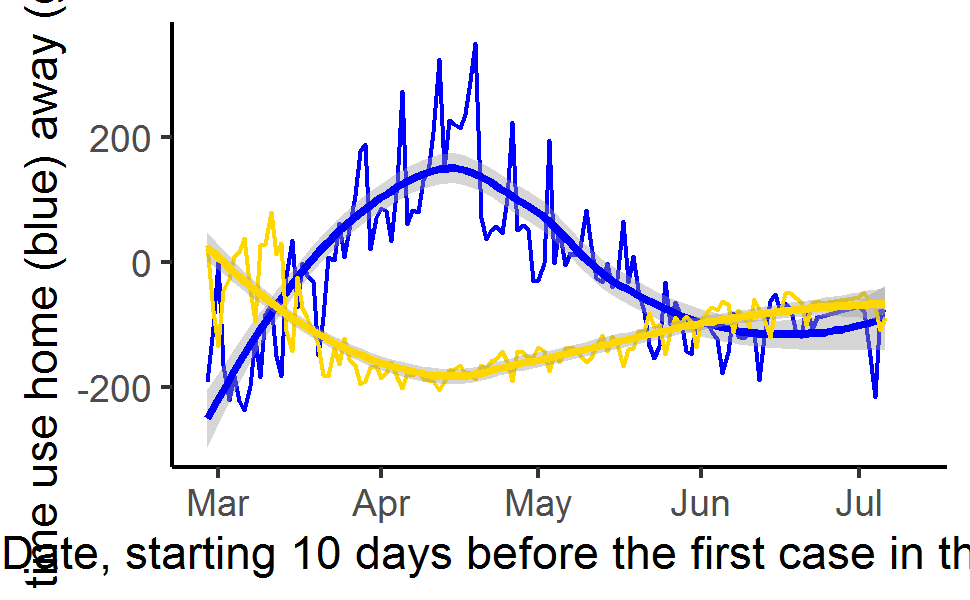 time use home (blue) away (
200
0
-200
Mar
Apr
May
Jun
Jul
Date, starting 10 days before the first case in th